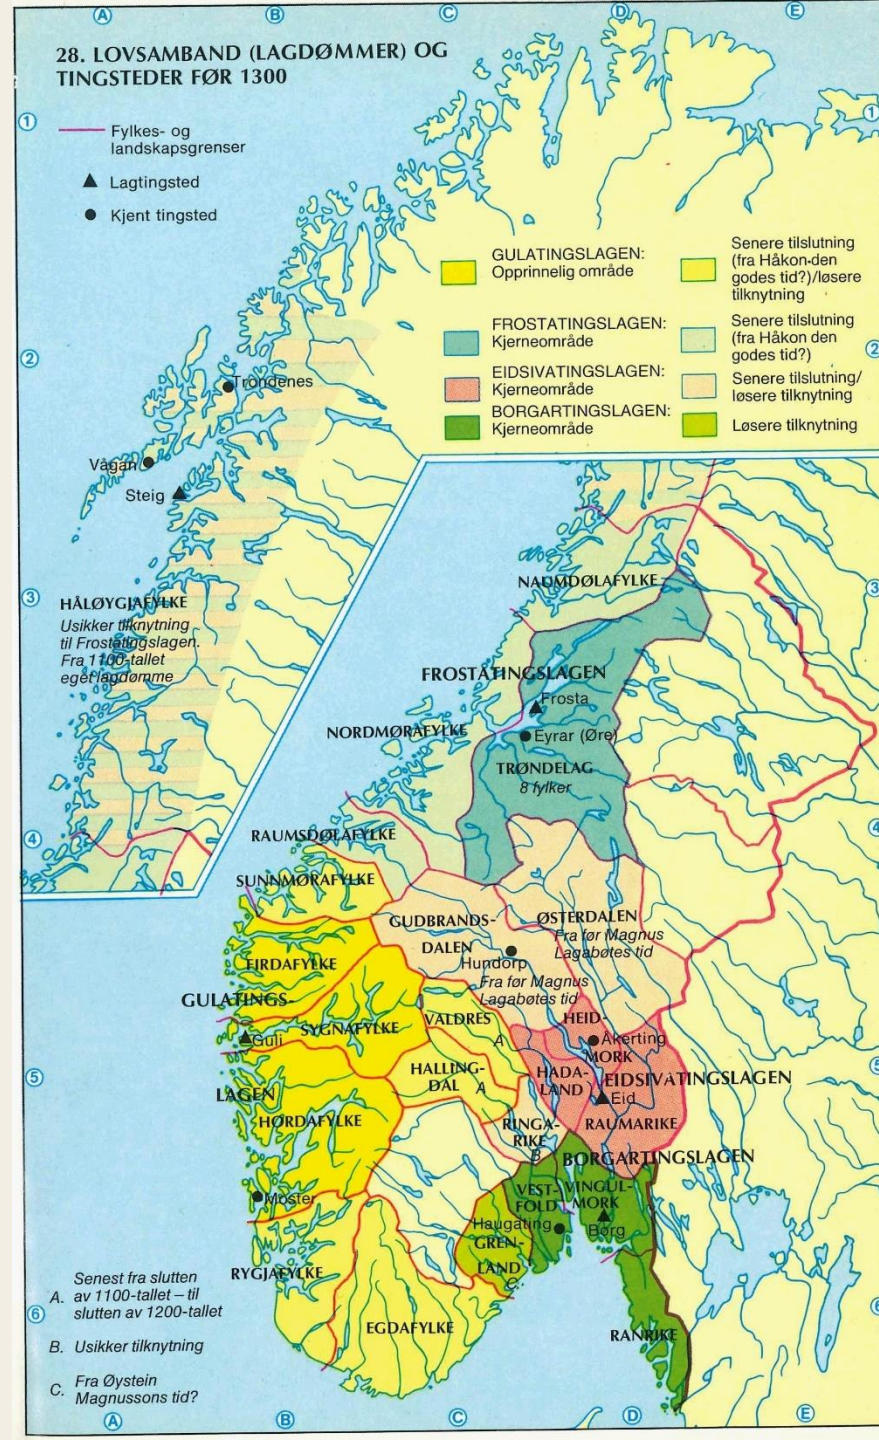 A
B
C
D
E
28. LOVSAMBAND (LAGDØMMER) OG
TINGSTEDER FØR 1300
1
1
Fylkes- og
landskapsgrenser
Lagtingsted
Kjent tingsted
GULATINGSLAGEN:
Opprinnelig område
Senere tilslutning
(fra Håkon den
godes tid?)/løsere
tilknytning
FROSTATINGSLAGEN:
Kjerneområde
Senere tilslutning
(fra Håkon den
godes tid?)
EIDSIVATINGSLAGEN:
Kjerneområde
Senere tilslutning/
løsere tilknytning
BORGARTINGSLAGEN:
Kjerneområde
Løsere tilknytning
2
2
Trondenes
Vågan
Steig
3
3
HÅLØYGJAFYLKE
Usikker tilknytning
til Frostatingslagen.
Fra 1100-tallet
eget lagdømme
NAUMDØLAFYLKE
FROSTATINGSLAGEN
Frosta
NORDMØRAFYLKE
Eyrar (Øre)
TRØNDELAG
8 fylker
4
4
RAUMSDØLAFYLKE
SUNNMØRAFYLKE
GUDBRANDS-
DALEN
Hundorp
Fra før Magnus
Lagabøtes tid
ØSTERDALEN
Fra før Magnus
Lagabøtes tid
FIRDAFYLKE
GULATINGS-
LAGEN
SYGNAFYLKE
Guli
VALDRES
A
HEID-
MORK
Åkerting
5
5
HALLING-
DAL
A
HADA-
LAND
EIDSIVATINGSLAGEN
Eid
HORDAFYLKE
RINGA-
RIKE
B
RAUMARIKE
BORGARTINGSLAGEN
Moster
VEST-
FOLD
VINGUL-
MORK
Haugating
Borg
GREN-
LAND
C
RYGJAFYLKE
EGDAFYLKE
RANRIKE
6
6
A. Senest fra slutten
av 1100-tallet – til
slutten av 1200-tallet
B. Usikker tilknytning
C. Fra Øystein
Magnussons tid?
A
B
C
D
E